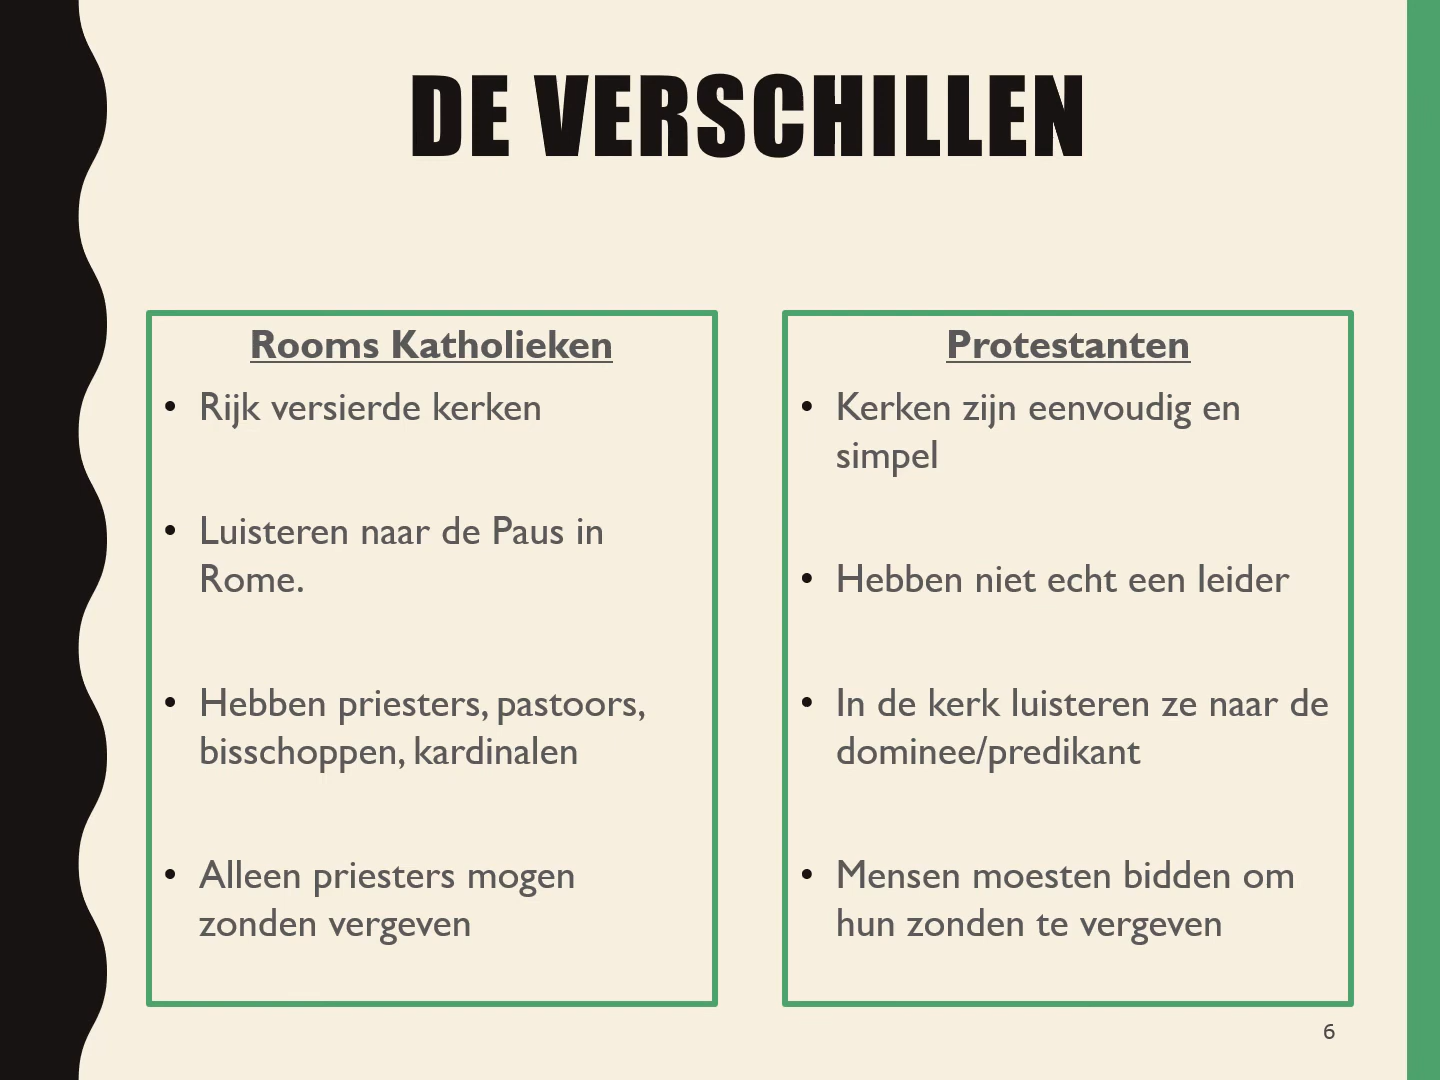 DE VERSCHILLEN
Rooms Katholieken
• Rijk versierde kerken
• Luisteren naar de Paus in
Rome.
• Hebben priesters, pastoors,
bisschoppen, kardinalen
• Alleen priesters mogen
zonden vergeven
Protestanten
• Kerken zijn eenvoudig en
simpel
• Hebben niet echt een leider
• In de kerk luisteren ze naar de
dominee/predikant
• Mensen moesten bidden om
hun zonden te vergeven
6